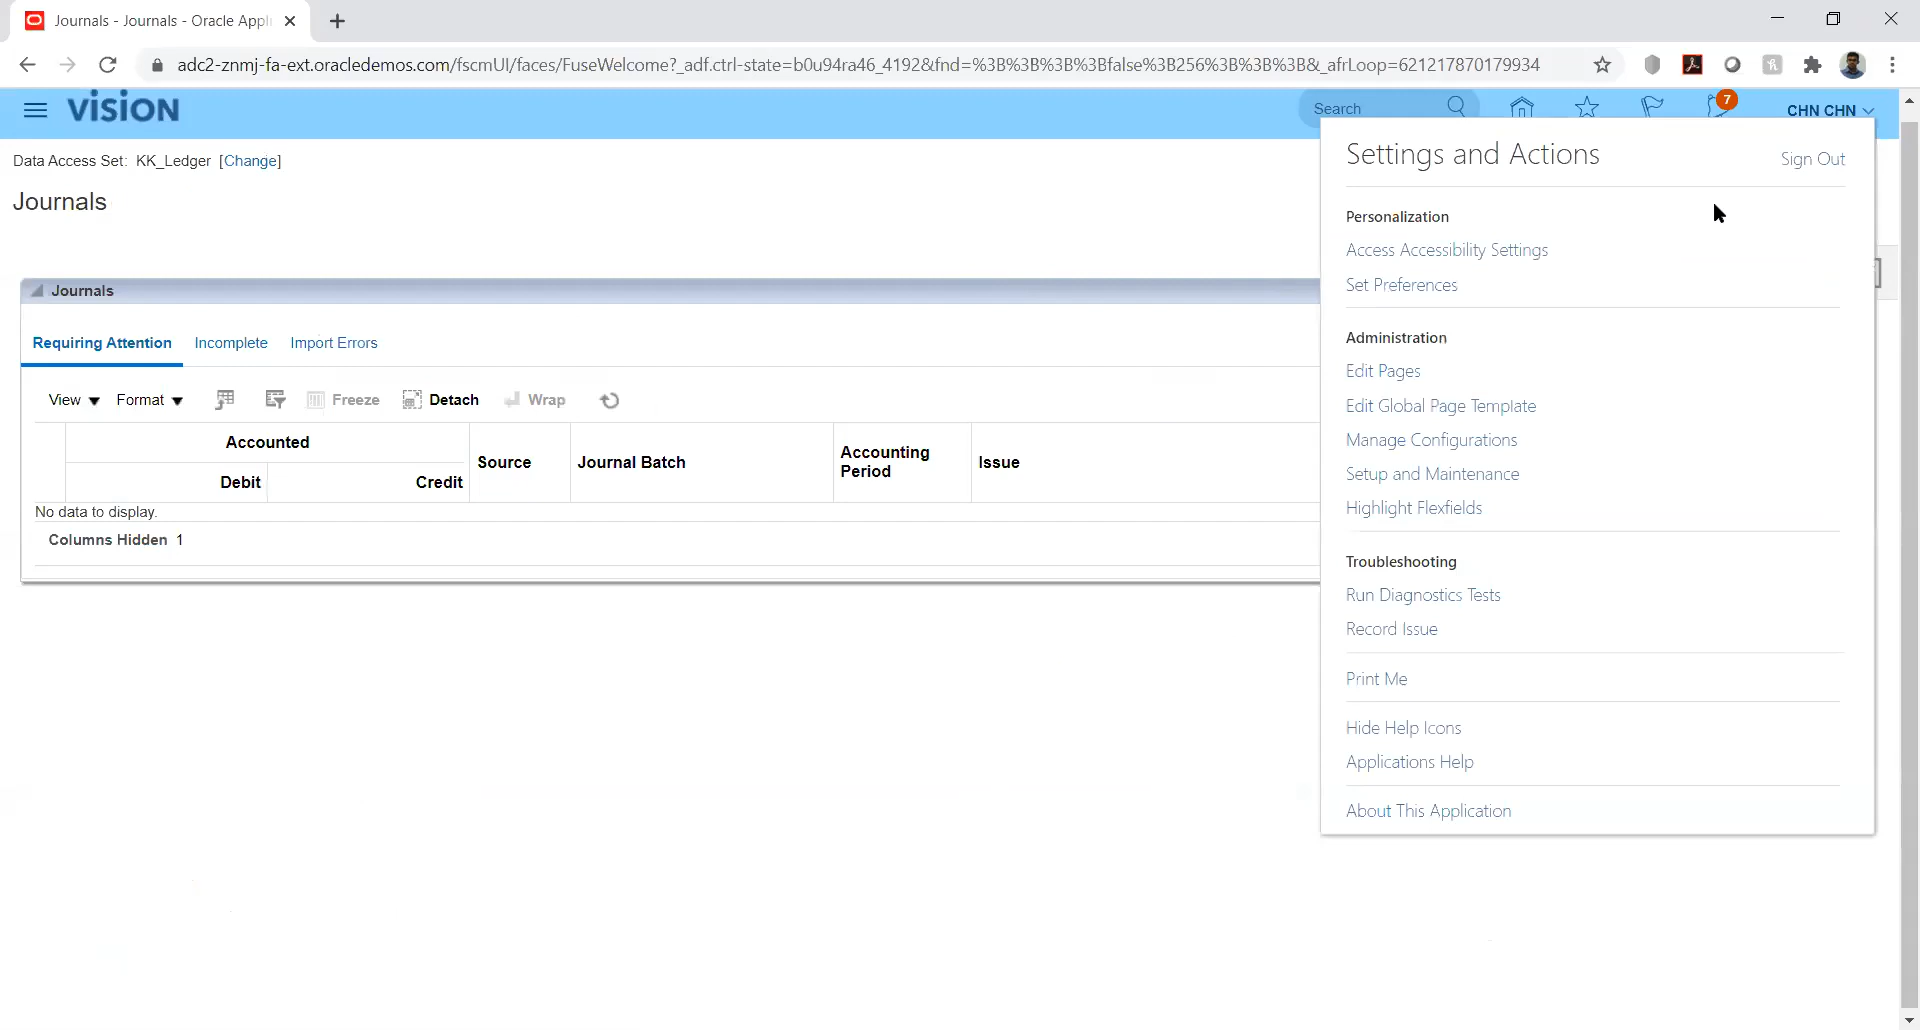 Journals - Journals - Oracle Appli
adc2-znmj-fa-ext.oracledemos.com/fscmUI/faces/FuseWelcome?_adf.ctrl-state=b0u94ra46_4192&fnd=%3B%3B%3B%3Bfalse%3B256%3B%3B%3B&_afrLoop=621217870179934
VISION
Search
7
CHN CHN
Data Access Set: KK_Ledger [Change]
Journals
Journals
Requiring Attention Incomplete Import Errors
View Format Freeze Detach Wrap
Accounted
Debit Credit
Source
Journal Batch
Accounting
Period
Issue
No data to display.
Columns Hidden 1
Settings and Actions
Sign Out
Personalization
Access Accessibility Settings
Set Preferences
Administration
Edit Pages
Edit Global Page Template
Manage Configurations
Setup and Maintenance
Highlight Flexfields
Troubleshooting
Run Diagnostics Tests
Record Issue
Print Me
Hide Help Icons
Applications Help
About This Application